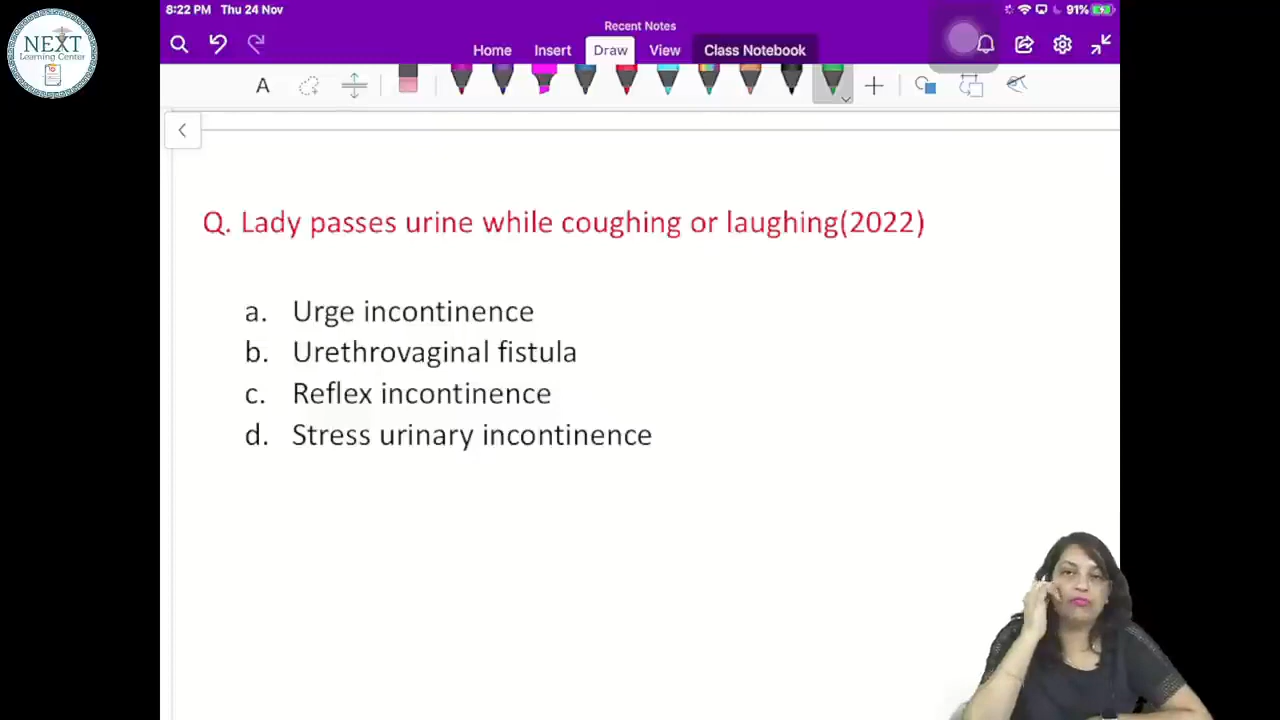 8:22 PM Thu 24 Nov
91%
Recent Notes
Home Insert Draw View Class Notebook
NEXT
Learning Center
A
Q. Lady passes urine while coughing or laughing(2022)
a. Urge incontinence
b. Urethrovaginal fistula
c. Reflex incontinence
d. Stress urinary incontinence